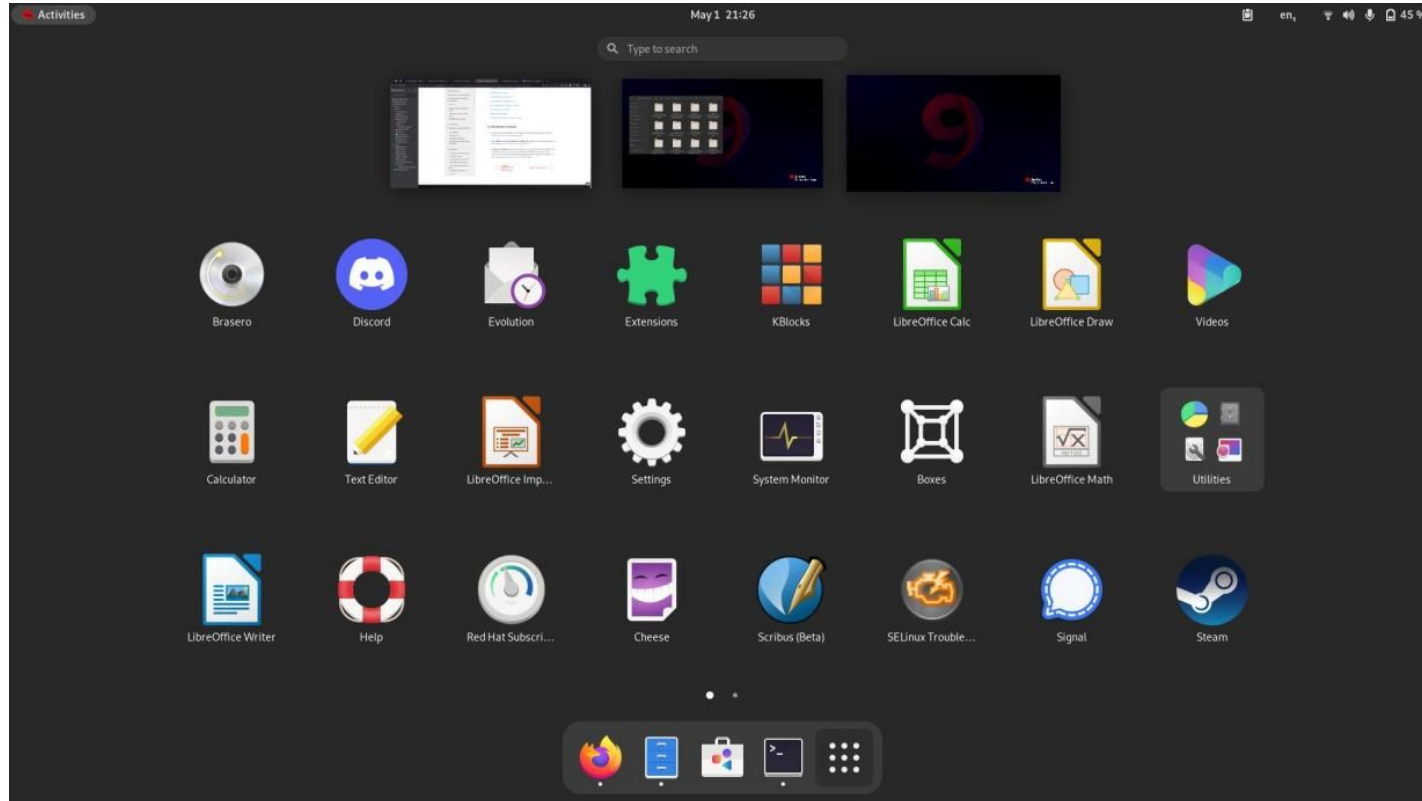 Activities
May 1 21:26
en₁
45 %
Type to search
9
Brasero
Discord
Evolution
Extensions
KBlocks
LibreOffice Calc
LibreOffice Draw
Videos
Calculator
Text Editor
LibreOffice Imp...
Settings
System Monitor
Boxes
LibreOffice Math
Utilities
LibreOffice Writer
Help
Red Hat Subscri...
Cheese
Scribus (Beta)
SELinux Trouble...
Signal
Steam